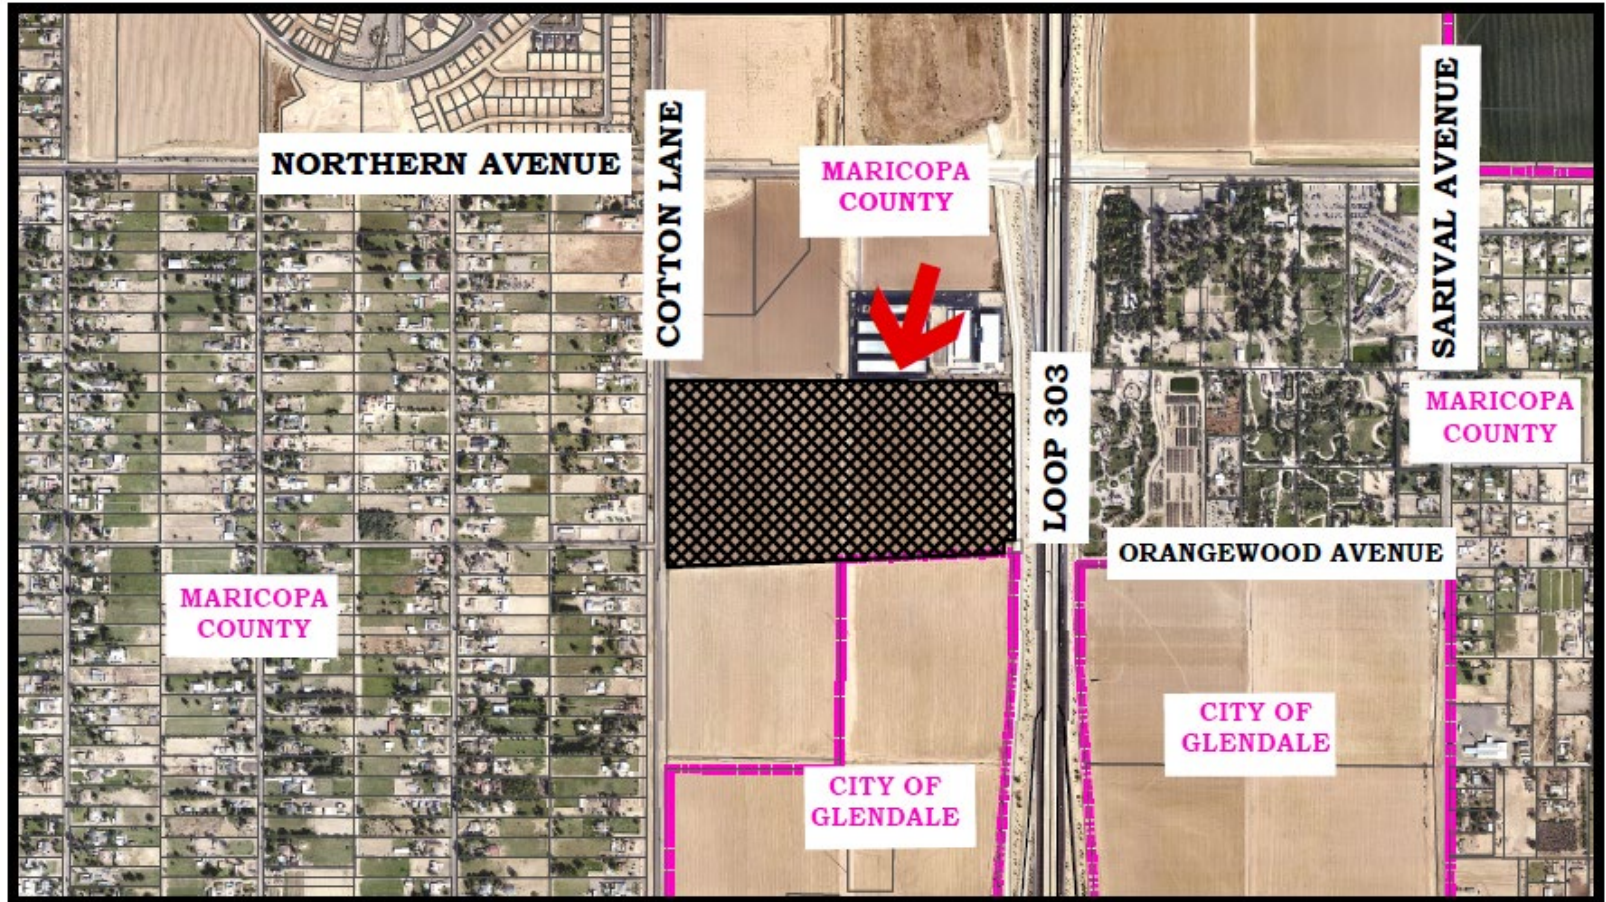 NORTHERN AVENUE
COTTON LANE
MARICOPA
COUNTY
SARIVAL AVENUE
LOOP 303
MARICOPA
COUNTY
ORANGEWOOD AVENUE
MARICOPA
COUNTY
CITY OF
GLENDALE
CITY OF
GLENDALE